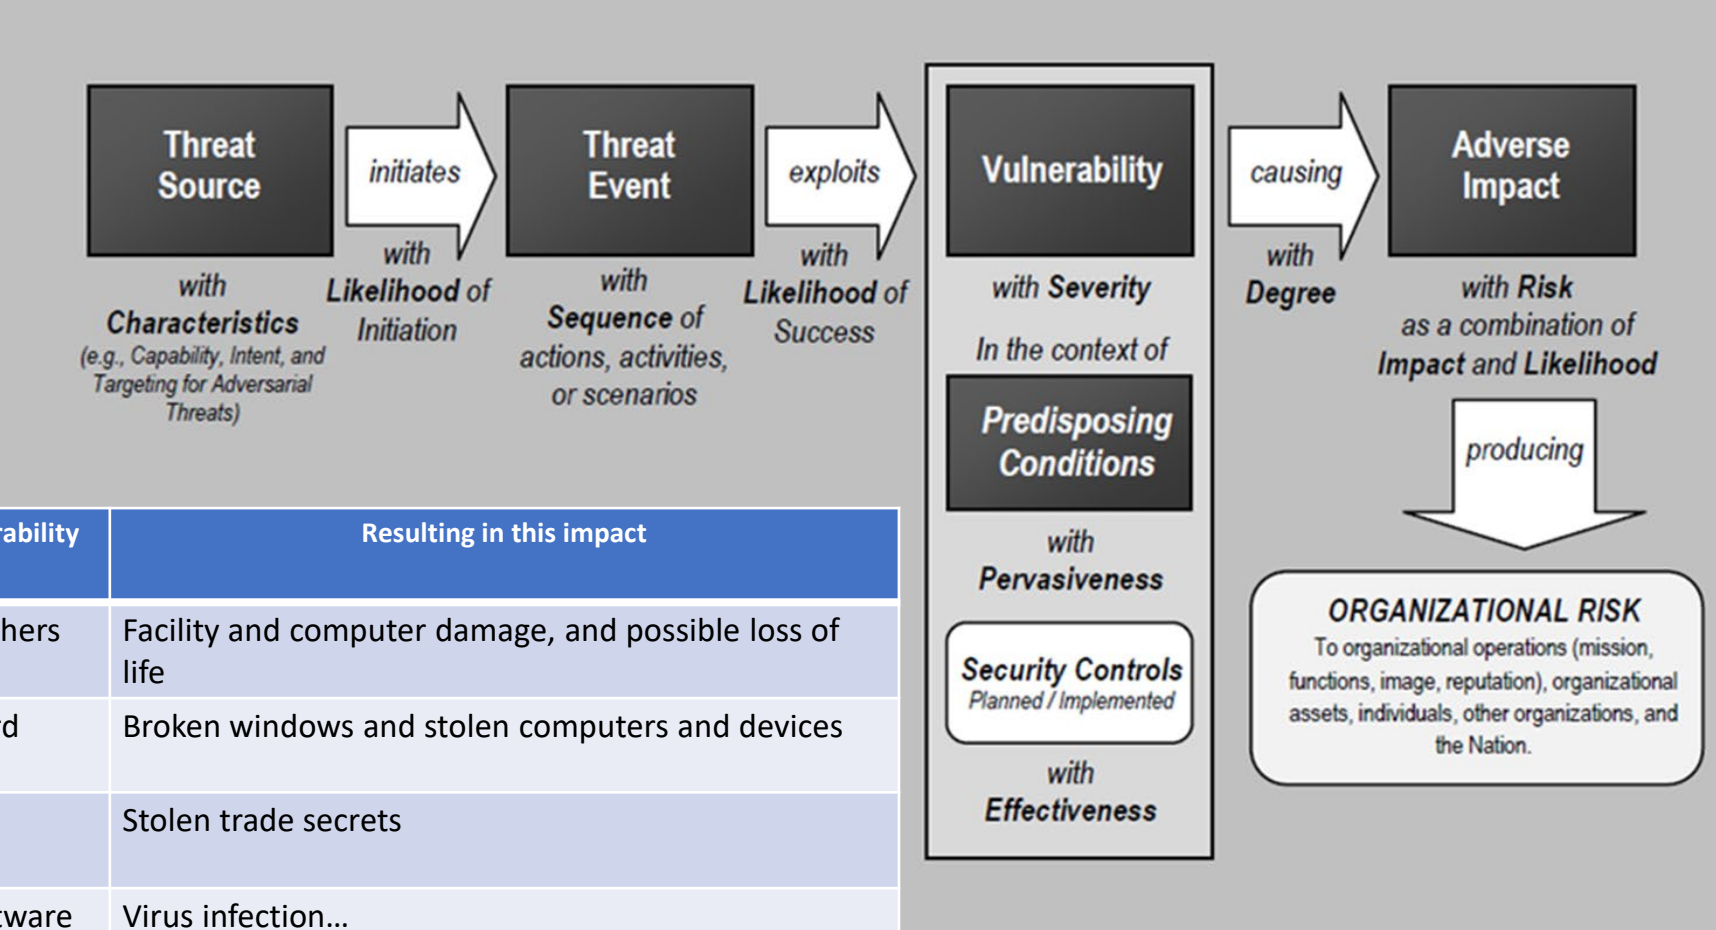 Threat
Source
initiates
with
Likelihood of
Initiation
with
Characteristics
(e.g., Capability, Intent, and
Targeting for Adversarial
Threats)
Threat
Event
with
Sequence of
actions, activities,
or scenarios
exploits
with
Likelihood of
Success
Vulnerability
with Severity
In the context of
Predisposing
Conditions
with
Pervasiveness
Security Controls
Planned / Implemented
with
Effectiveness
causing
with
Degree
Adverse
Impact
with Risk
as a combination of
Impact and Likelihood
producing
ORGANIZATIONAL RISK
To organizational operations (mission,
functions, image, reputation), organizational
assets, individuals, other organizations, and
the Nation.
rability
Resulting in this impact
hers
Facility and computer damage, and possible loss of
life
rd
Broken windows and stolen computers and devices
Stolen trade secrets
tware
Virus infection…